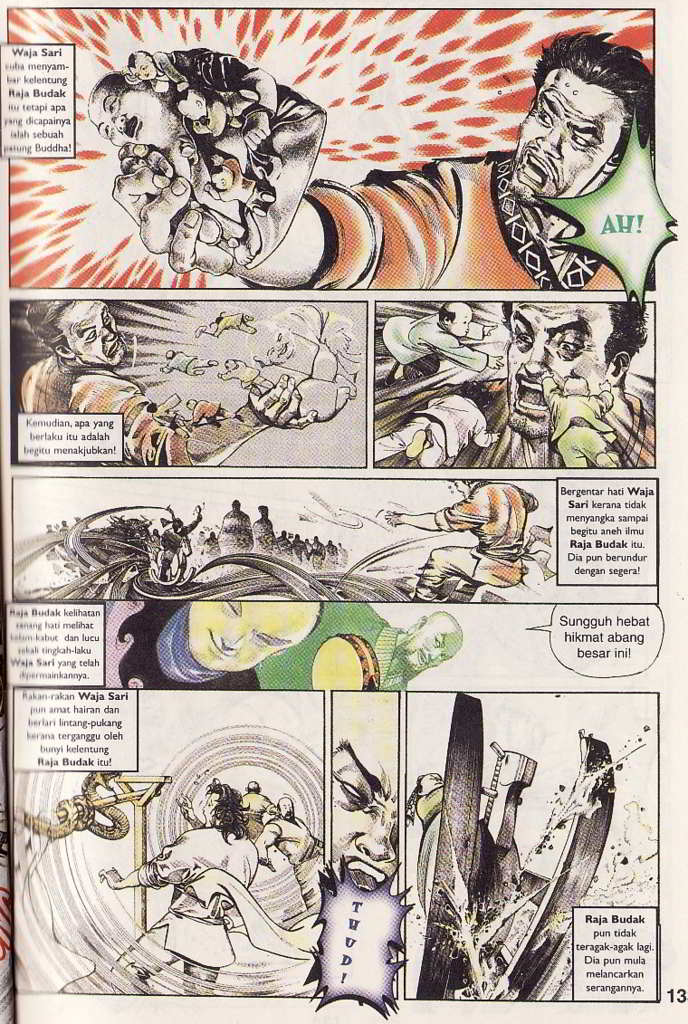 Waja Sari
cuba menyam-
bar kelentung
Raja Budak
itu tetapi apa
yang dicapainya
ialah sebuah
patung Buddha!
AH!
Kemudian, apa yang
berlaku itu adalah
begitu menakjubkan!
Bergentar hati Waja
Sari kerana tidak
menyangka sampai
begitu aneh ilmu
Raja Budak itu.
Dia pun berundur
dengan segera!
Raja Budak kelihatan
senang hati melihat
kelam-kabut dan lucu
sekali tingkah-laku
Waja Sari yang telah
dipermainkannya.
Sungguh hebat
hikmat abang
besar ini!
Rakan-rakan Waja Sari
pun amat hairan dan
berlari lintang-pukang
kerana terganggu oleh
bunyi kelentung
Raja Budak itu!
THUD!
Raja Budak
pun tidak
teragak-agak lagi.
Dia pun mula
melancarkan
serangannya.
13